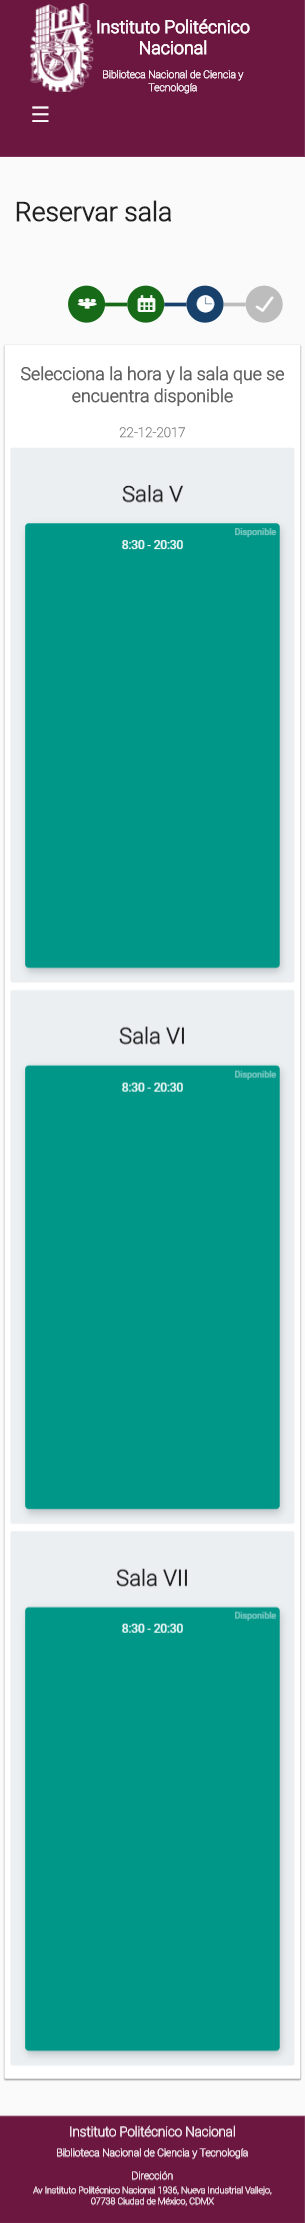 IPN
Instituto Politécnico
Nacional
Biblioteca Nacional de Ciencia y
Tecnología
Reservar sala
Selecciona la hora y la sala que se
encuentra disponible
22-12-2017
Sala V
Disponible
8:30 - 20:30
Sala VI
Disponible
8:30 - 20:30
Sala VII
Disponible
8:30 - 20:30
Instituto Politécnico Nacional
Biblioteca Nacional de Ciencia y Tecnología
Dirección
Av Instituto Politécnico Nacional 1936, Nueva Industrial Vallejo,
07738 Ciudad de México, CDMX